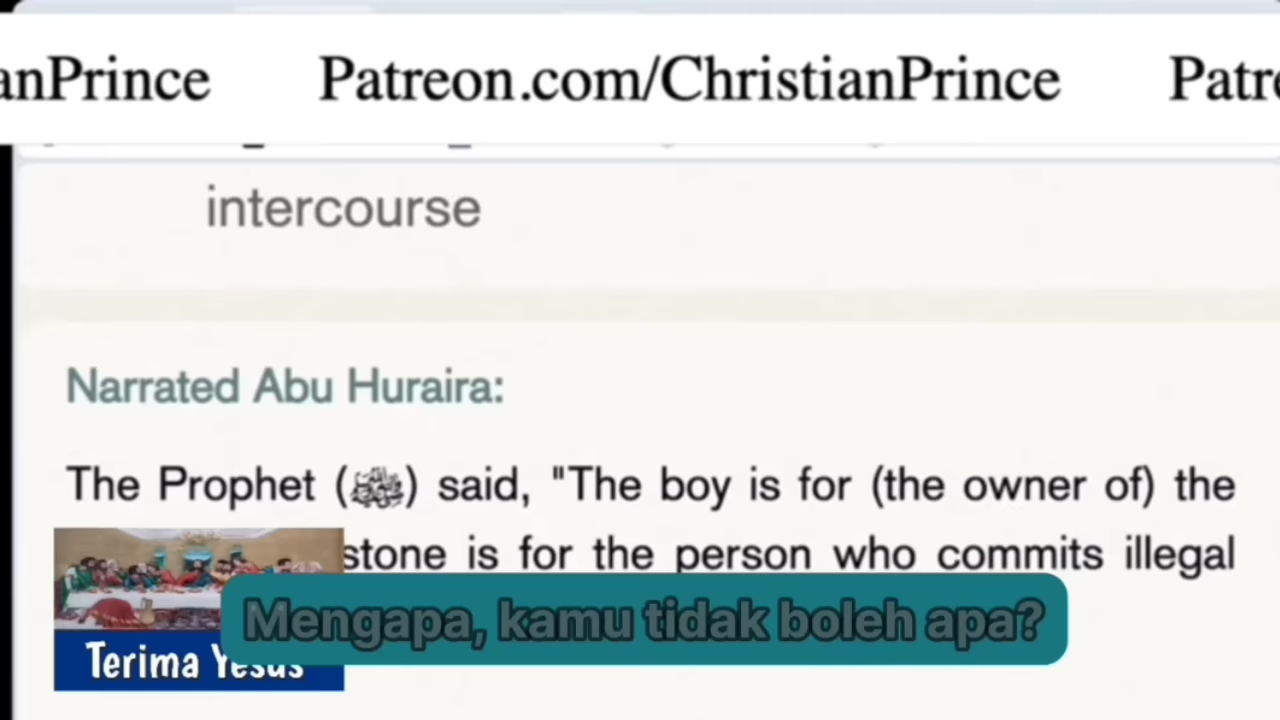 anPrince Patreon.com/ChristianPrince Patr
intercourse
Narrated Abu Huraira:
The Prophet (ﷺ) said, "The boy is for (the owner of) the
stone is for the person who commits illegal
Mengapa, kamu tidak boleh apa?
Terima Yesus